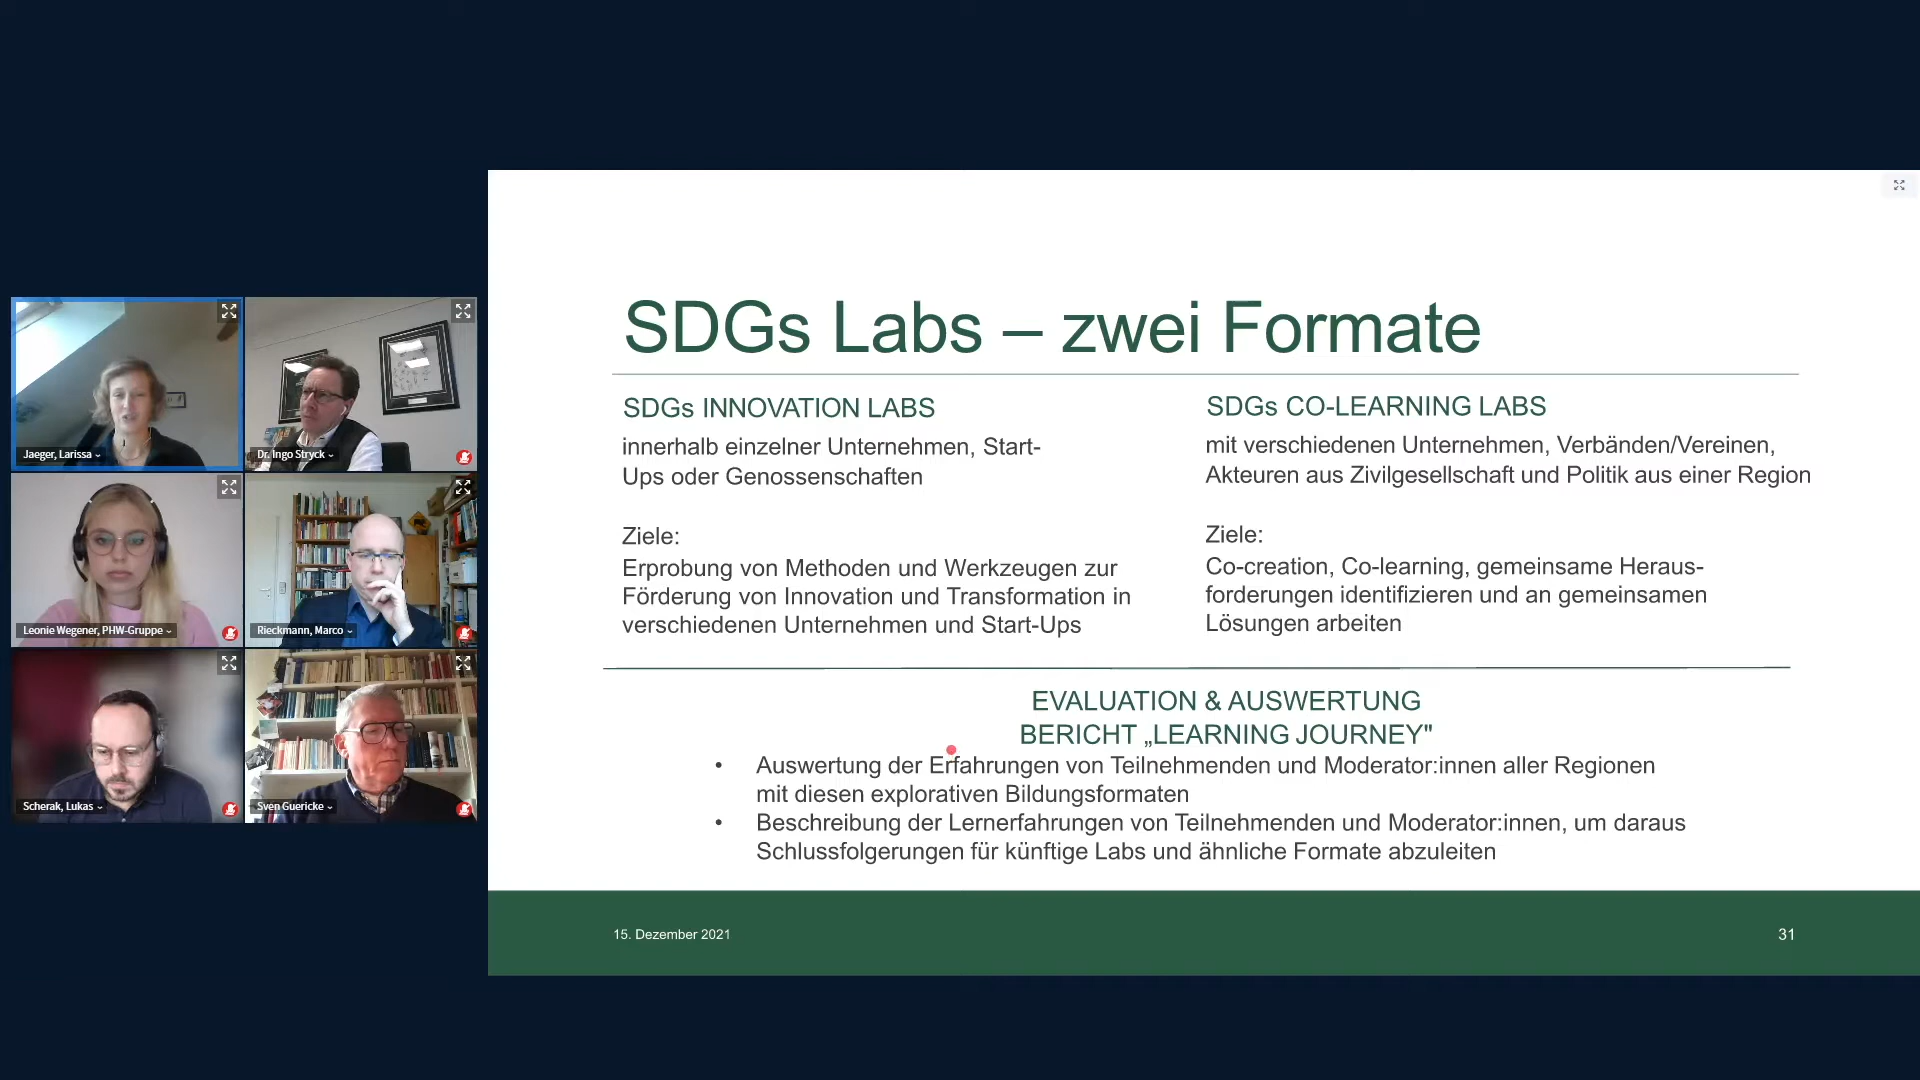 Jaeger, Larissa
Dr. Ingo Stryck
Leonie Wegener, PHW-Gruppe
Rieckmann, Marco
Scherak, Lukas
Sven Guericke
SDGs Labs – zwei Formate
SDGs INNOVATION LABS
innerhalb einzelner Unternehmen, Start-
Ups oder Genossenschaften
Ziele:
Erprobung von Methoden und Werkzeugen zur
Förderung von Innovation und Transformation in
verschiedenen Unternehmen und Start-Ups
SDGs CO-LEARNING LABS
mit verschiedenen Unternehmen, Verbänden/Vereinen,
Akteuren aus Zivilgesellschaft und Politik aus einer Region
Ziele:
Co-creation, Co-learning, gemeinsame Heraus-
forderungen identifizieren und an gemeinsamen
Lösungen arbeiten
EVALUATION & AUSWERTUNG
BERICHT „LEARNING JOURNEY"
• Auswertung der Erfahrungen von Teilnehmenden und Moderator:innen aller Regionen
mit diesen explorativen Bildungsformaten
• Beschreibung der Lernerfahrungen von Teilnehmenden und Moderator:innen, um daraus
Schlussfolgerungen für künftige Labs und ähnliche Formate abzuleiten
15. Dezember 2021
31